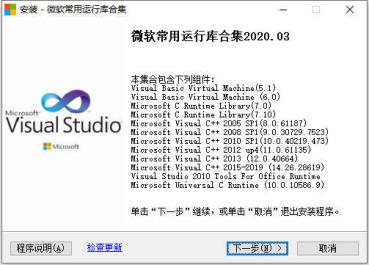 安装 - 微软常用运行库合集
微软常用运行库合集2020.03
本集合包含下列组件:
Visual Basic Virtual Machine(5.1)
Visual Basic Virtual Machine (6.0)
Microsoft C Runtime Library(7.0)
Microsoft C Runtime Library(7.10)
Microsoft Visual C++ 2005 SP1(8.0.61187)
Microsoft Visual C++ 2008 SP1(9.0.30729.7523)
Microsoft Visual C++ 2010 SP1(10.0.40219.473)
Microsoft Visual C++ 2012 up4(11.0.61135)
Microsoft Visual C++ 2013 (12.0.40664)
Microsoft Visual C++ 2015-2019 (14.26.28619)
Visual Studio 2010 Tools For Office Runtime
Microsoft Universal C Runtime (10.0.10586.9)
Microsoft
Visual Studio
Microsoft
单击“下一步”继续，或单击“取消”退出安装程序。
程序说明(A)
检查更新
下一步(N) >
取消